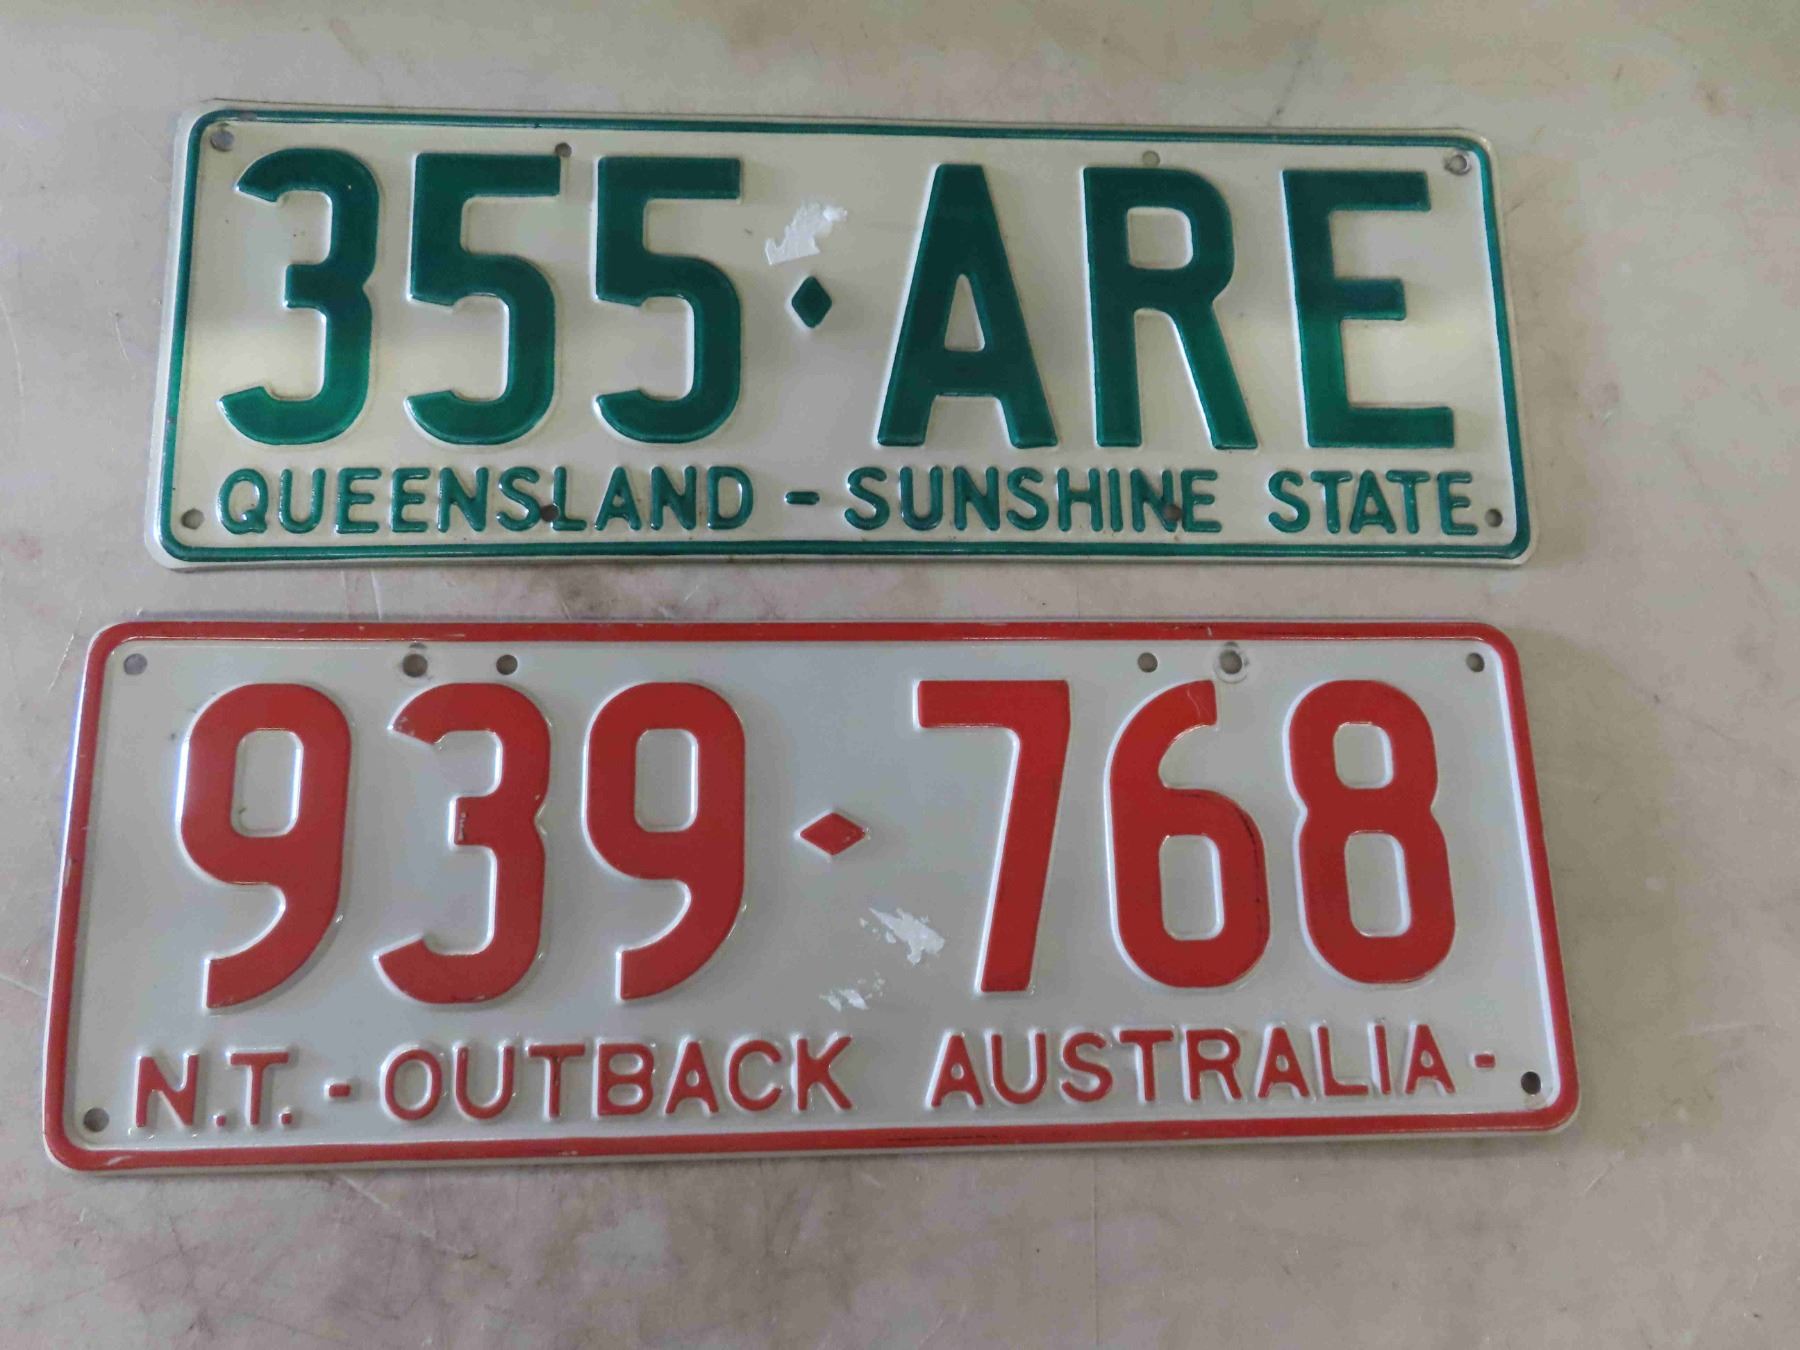 355♦ARE
QUEENSLAND - SUNSHINE STATE
939♦768
N.T. - OUTBACK AUSTRALIA -